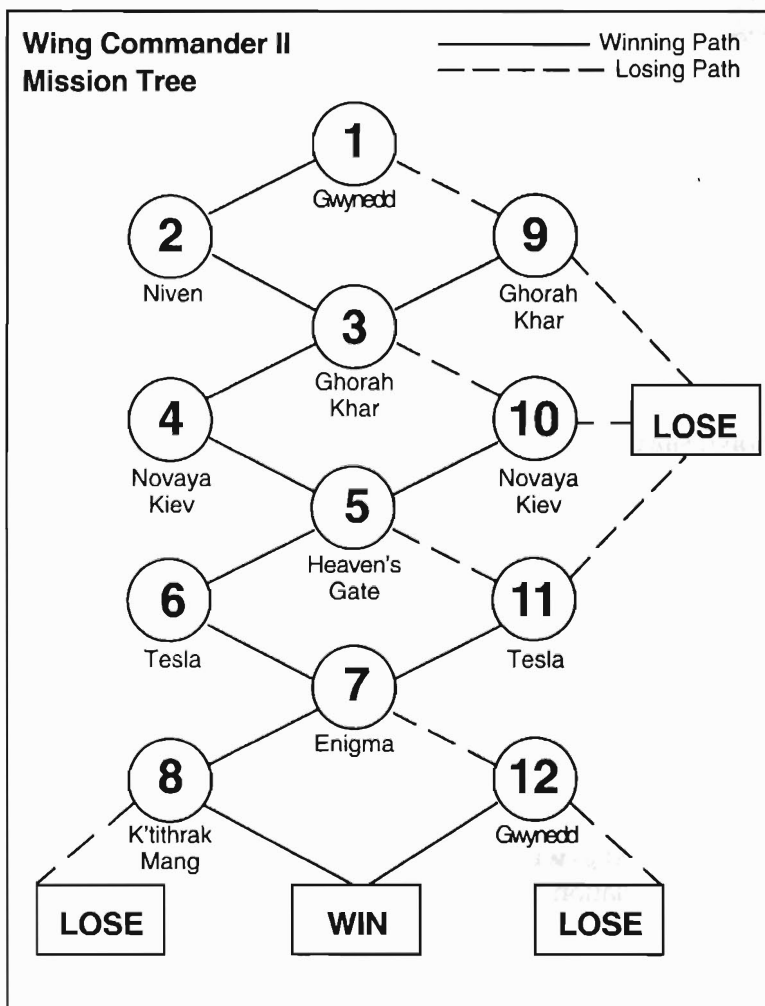 Wing Commander II
Mission Tree
Winning Path
Losing Path
1
Gwynedd
2
Niven
9
Ghorah
Khar
3
Ghorah
Khar
4
Novaya
Kiev
10
Novaya
Kiev
LOSE
5
Heaven's
Gate
6
Tesla
11
Tesla
7
Enigma
8
K'tithrak
Mang
12
Gwynedd
LOSE
WIN
LOSE